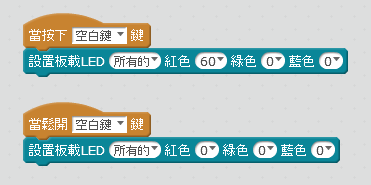 當按下 空白鍵 鍵
設置板載LED 所有的 紅色 60 綠色 0 藍色 0
當鬆開 空白鍵 鍵
設置板載LED 所有的 紅色 0 綠色 0 藍色 0